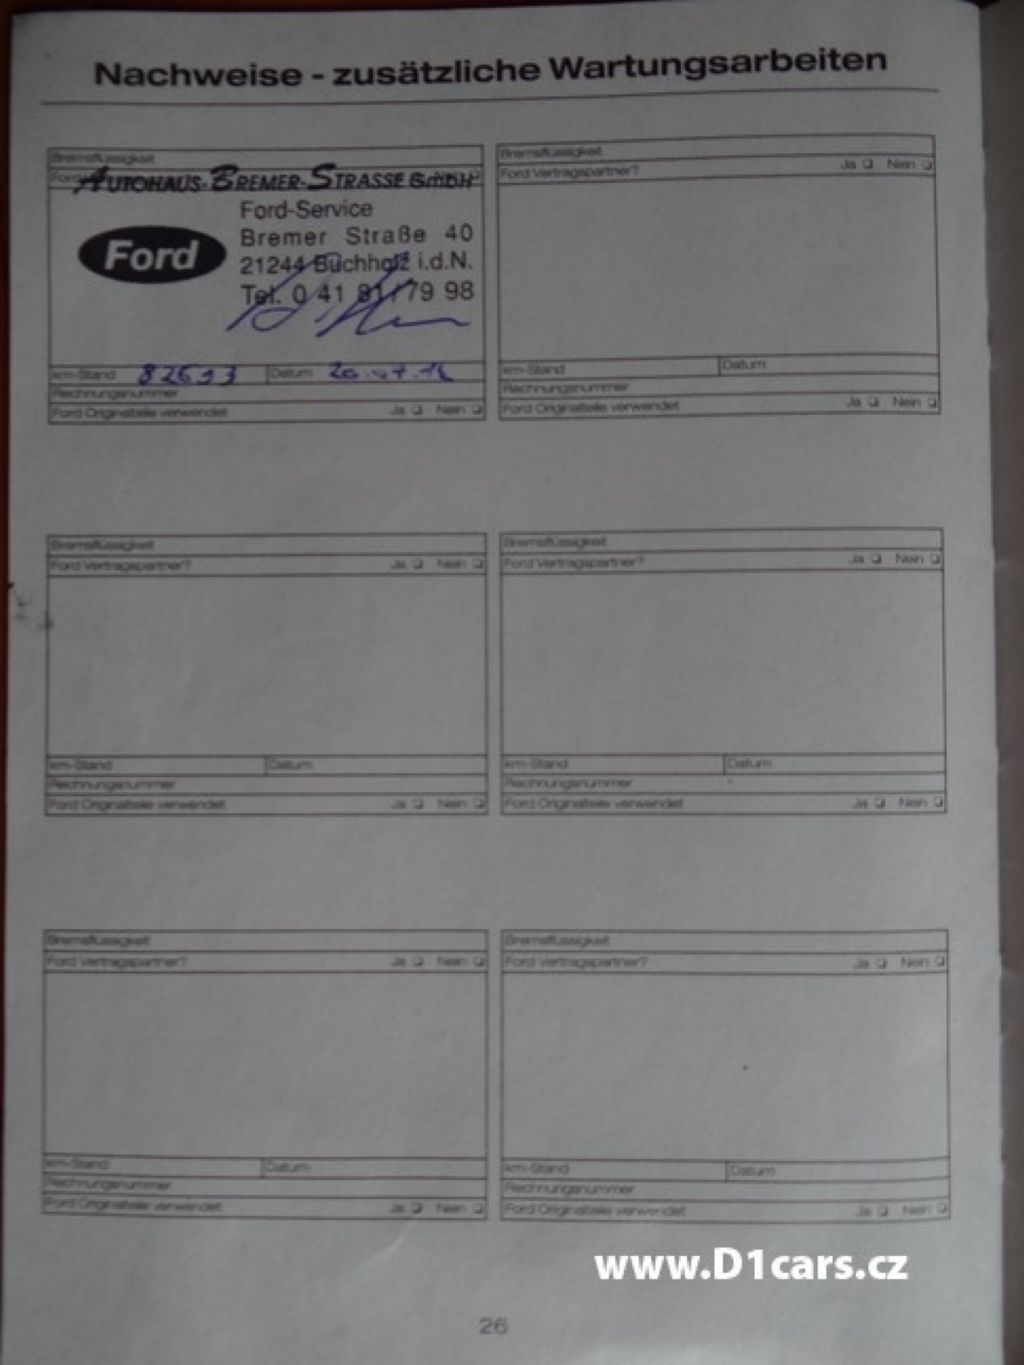 Nachweise - zusätzliche Wartungsarbeiten
Bremsflüssigkeit
AUTOHAUS-BREMER-STRASSE GmbH
Ford-Service
Ford
Bremer Straße 40
21244 Buchholz i.d.N.
Tel. 0 41 81/79 98
km-Stand Datum
Rechnungsnummer
Ford Originalteile verwendet Ja Nein
Bremsflüssigkeit
Ford Vertragspartner? Ja Nein
km-Stand Datum
Rechnungsnummer
Ford Originalteile verwendet Ja Nein
Bremsflüssigkeit
Ford Vertragspartner? Ja Nein
km-Stand Datum
Rechnungsnummer
Ford Originalteile verwendet Ja Nein
Bremsflüssigkeit
Ford Vertragspartner? Ja Nein
km-Stand Datum
Rechnungsnummer
Ford Originalteile verwendet Ja Nein
Bremsflüssigkeit
Ford Vertragspartner? Ja Nein
km-Stand Datum
Rechnungsnummer
Ford Originalteile verwendet Ja Nein
Bremsflüssigkeit
Ford Vertragspartner? Ja Nein
km-Stand Datum
Rechnungsnummer
Ford Originalteile verwendet Ja Nein
www.D1cars.cz
26